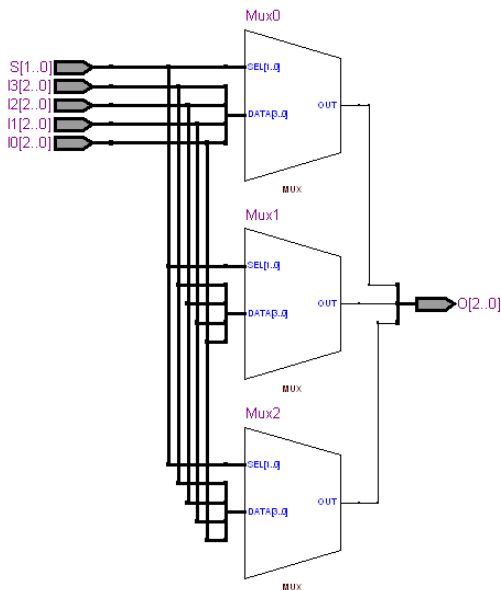 Mux0
S[1..0]
I3[2..0]
I2[2..0]
I1[2..0]
I0[2..0]
SEL[1..0]
DATA[3..0]
OUT
MUX
Mux1
SEL[1..0]
DATA[3..0]
OUT
MUX
O[2..0]
Mux2
SEL[1..0]
DATA[3..0]
OUT
MUX